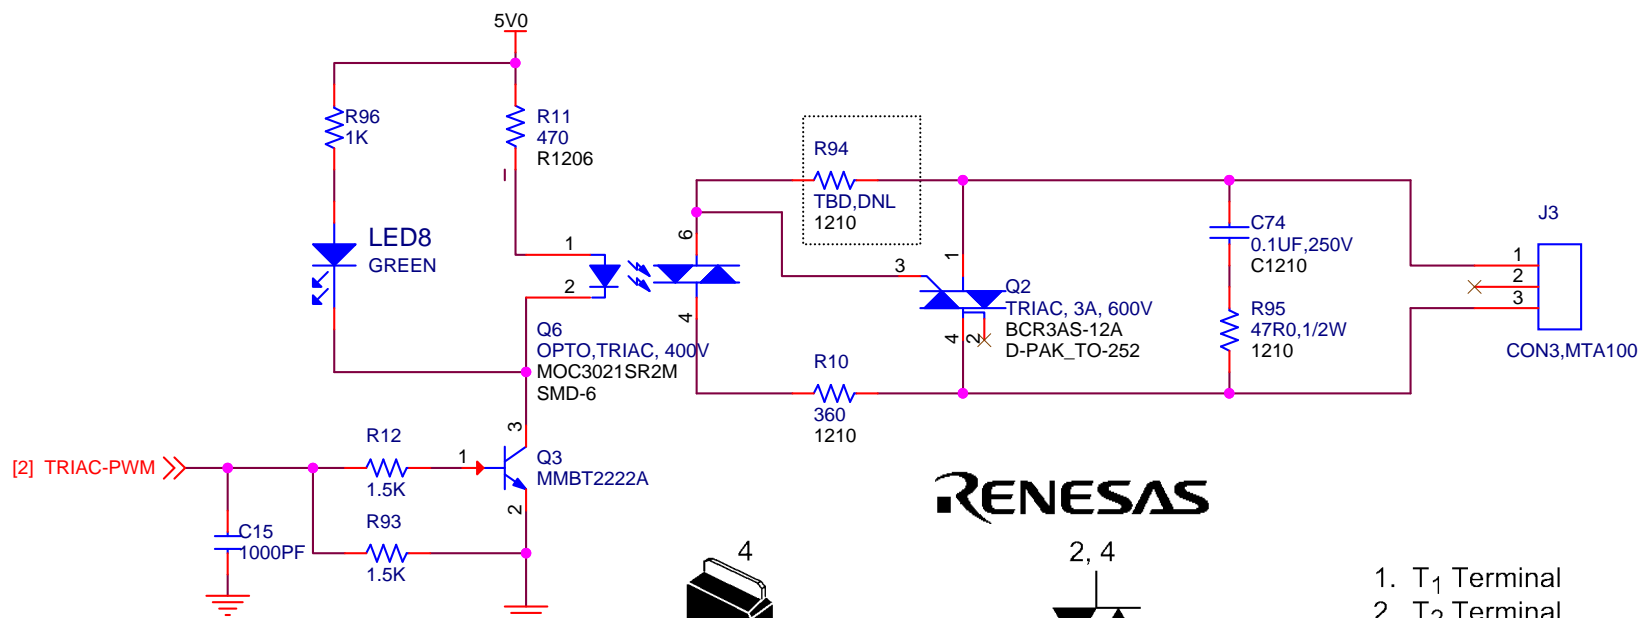 5V0
R96
1K
R11
470
R1206
LED8
GREEN
1
2
Q6
OPTO,TRIAC, 400V
MOC3021SR2M
SMD-6
6
4
R94
TBD,DNL
1210
3
1
Q2
TRIAC, 3A, 600V
BCR3AS-12A
D-PAK_TO-252
4
2
R10
360
1210
C74
0.1UF,250V
C1210
R95
47R0,1/2W
1210
J3
1
2
3
CON3,MTA100
[2] TRIAC-PWM
R12
1.5K
1
3
Q3
MMBT2222A
2
R93
1.5K
C15
1000PF
RENESAS
4
2, 4
1. T1 Terminal
2. T2 Terminal